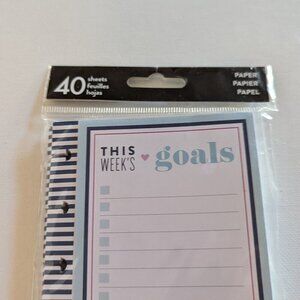 40 sheets
feuilles
hojas
PAPER
PAPIER
PAPEL
THIS
WEEK'S ♥ goals